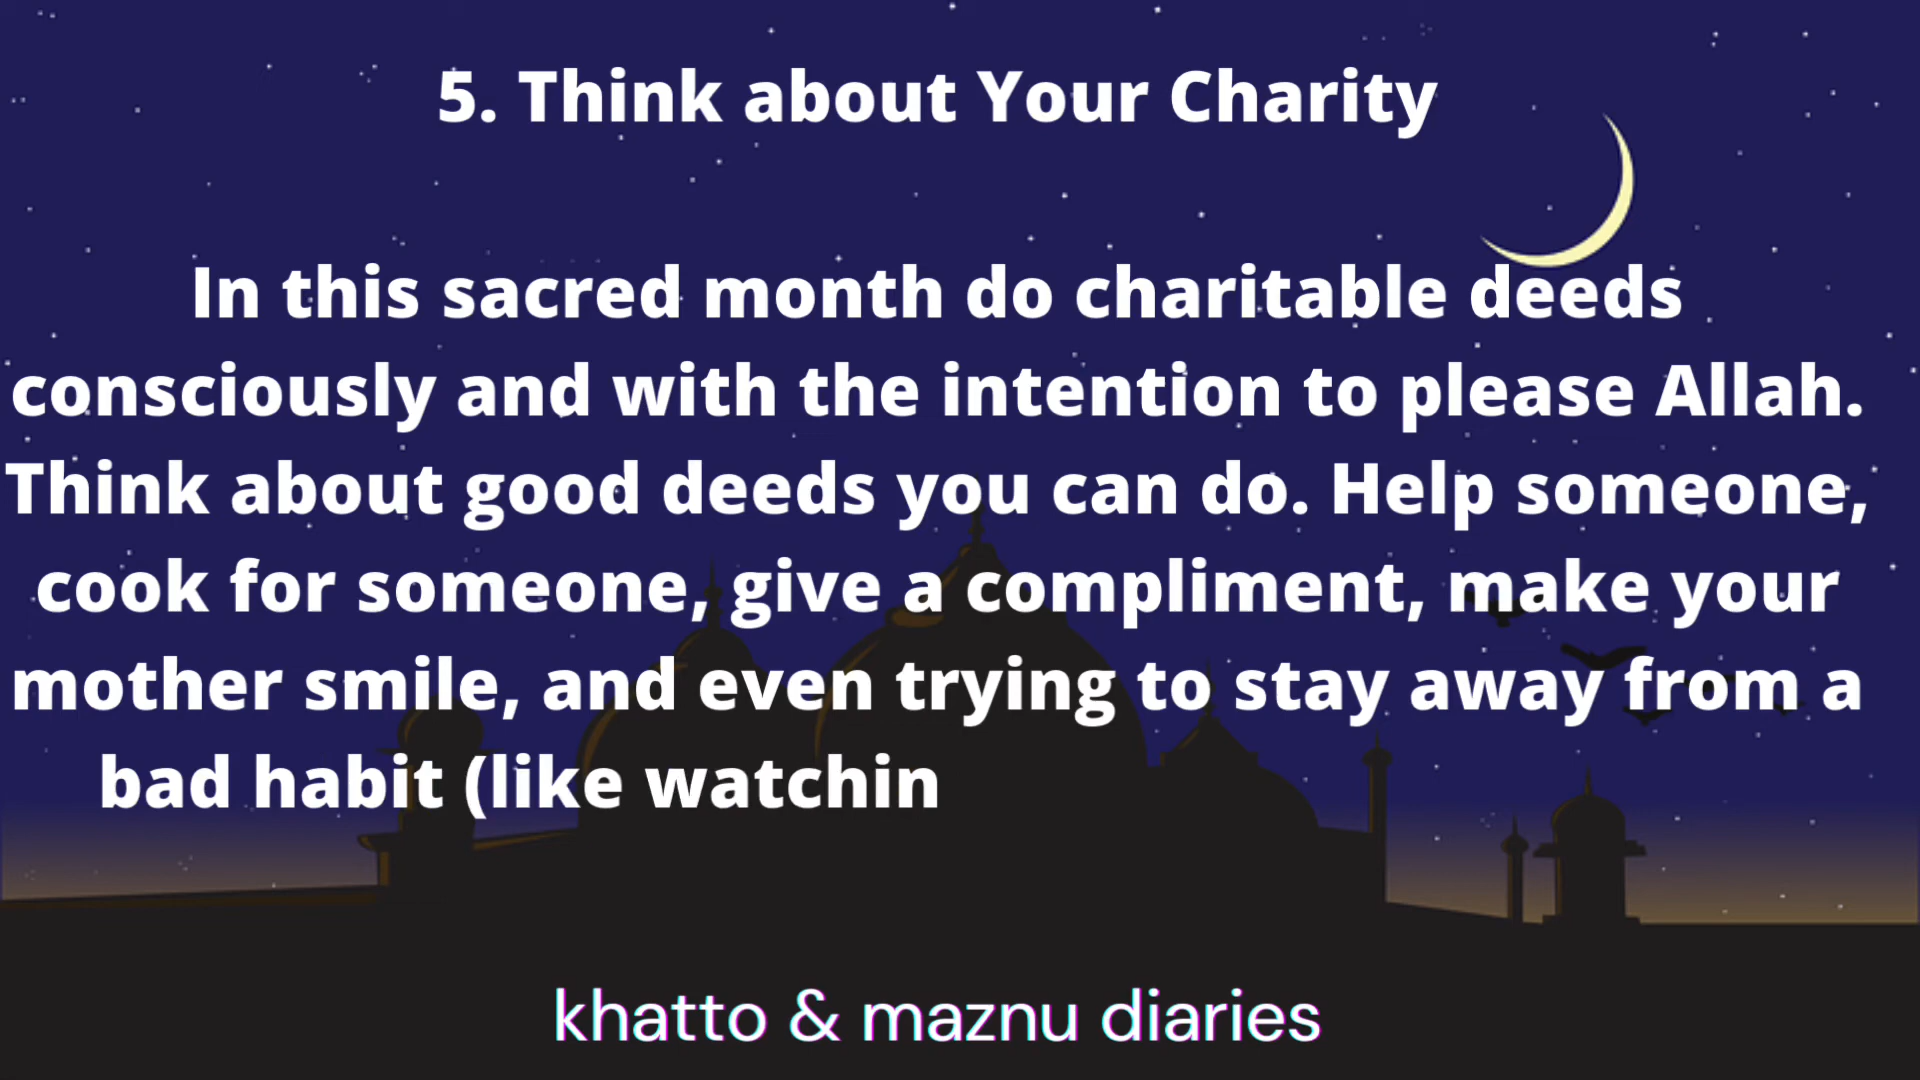 5. Think about Your Charity
In this sacred month do charitable deeds
consciously and with the intention to please Allah.
Think about good deeds you can do. Help someone,
cook for someone, give a compliment, make your
mother smile, and even trying to stay away from a
bad habit (like watchin
khatto & maznu diaries